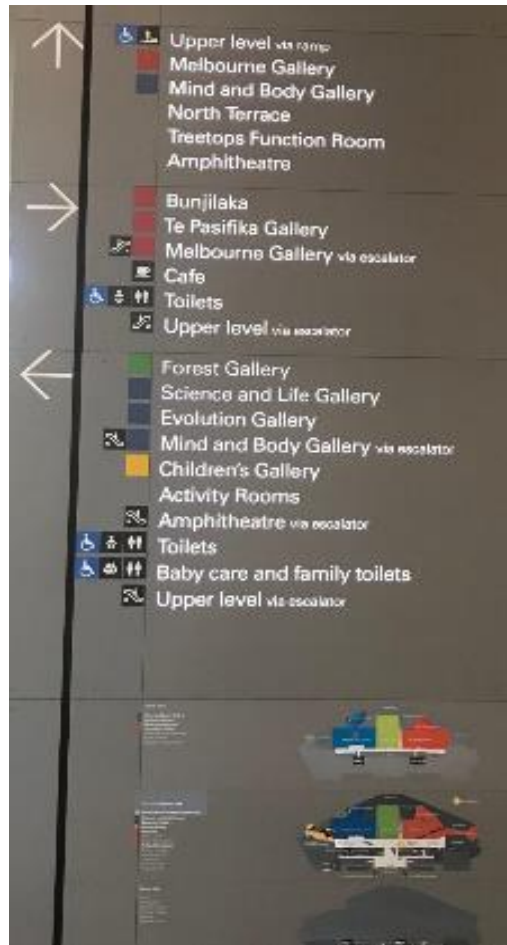 Upper level via ramp
Melbourne Gallery
Mind and Body Gallery
North Terrace
Treetops Function Room
Amphitheatre
Bunjilaka
Te Pasifika Gallery
Melbourne Gallery via escalator
Cafe
Toilets
Upper level via escalator
Forest Gallery
Science and Life Gallery
Evolution Gallery
Mind and Body Gallery via escalator
Children's Gallery
Activity Rooms
Amphitheatre via escalator
Toilets
Baby care and family toilets
Upper level via escalator